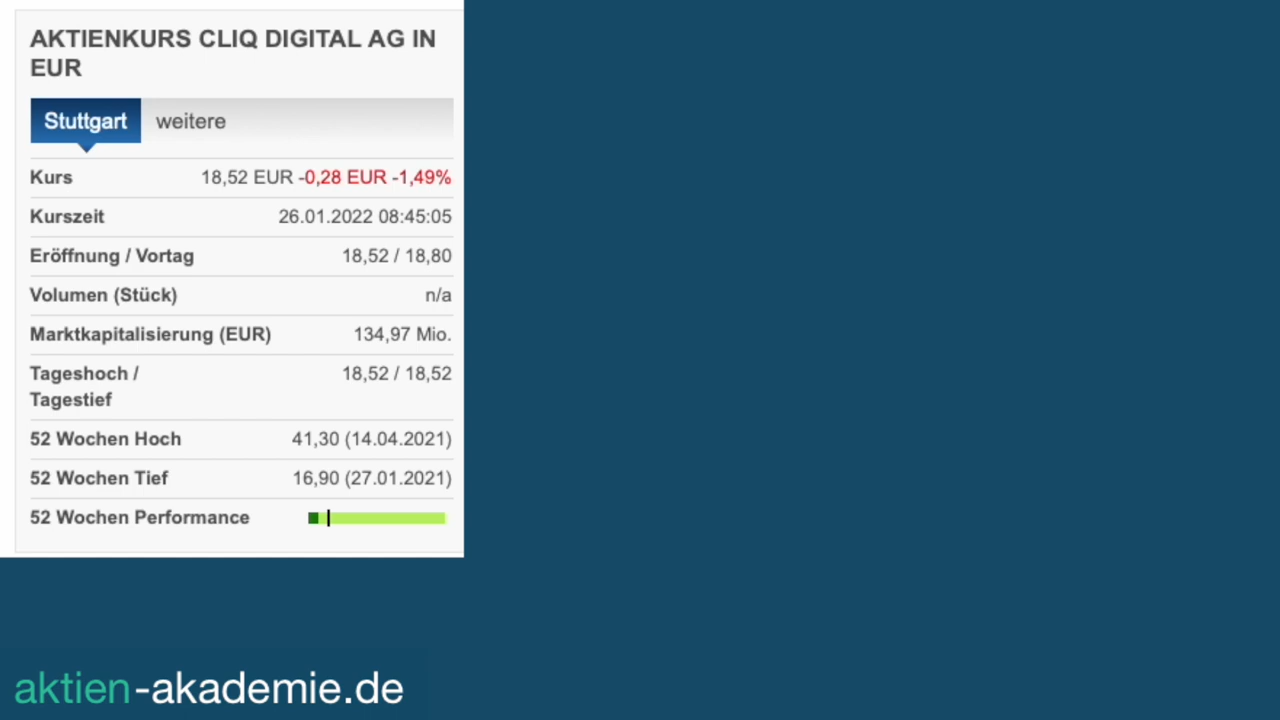 AKTIENKURS CLIQ DIGITAL AG IN
EUR
Stuttgart weitere
Kurs 18,52 EUR -0,28 EUR -1,49%
Kurszeit 26.01.2022 08:45:05
Eröffnung / Vortag 18,52 / 18,80
Volumen (Stück) n/a
Marktkapitalisierung (EUR) 134,97 Mio.
Tageshoch / 18,52 / 18,52
Tagestief
52 Wochen Hoch 41,30 (14.04.2021)
52 Wochen Tief 16,90 (27.01.2021)
52 Wochen Performance
aktien-akademie.de